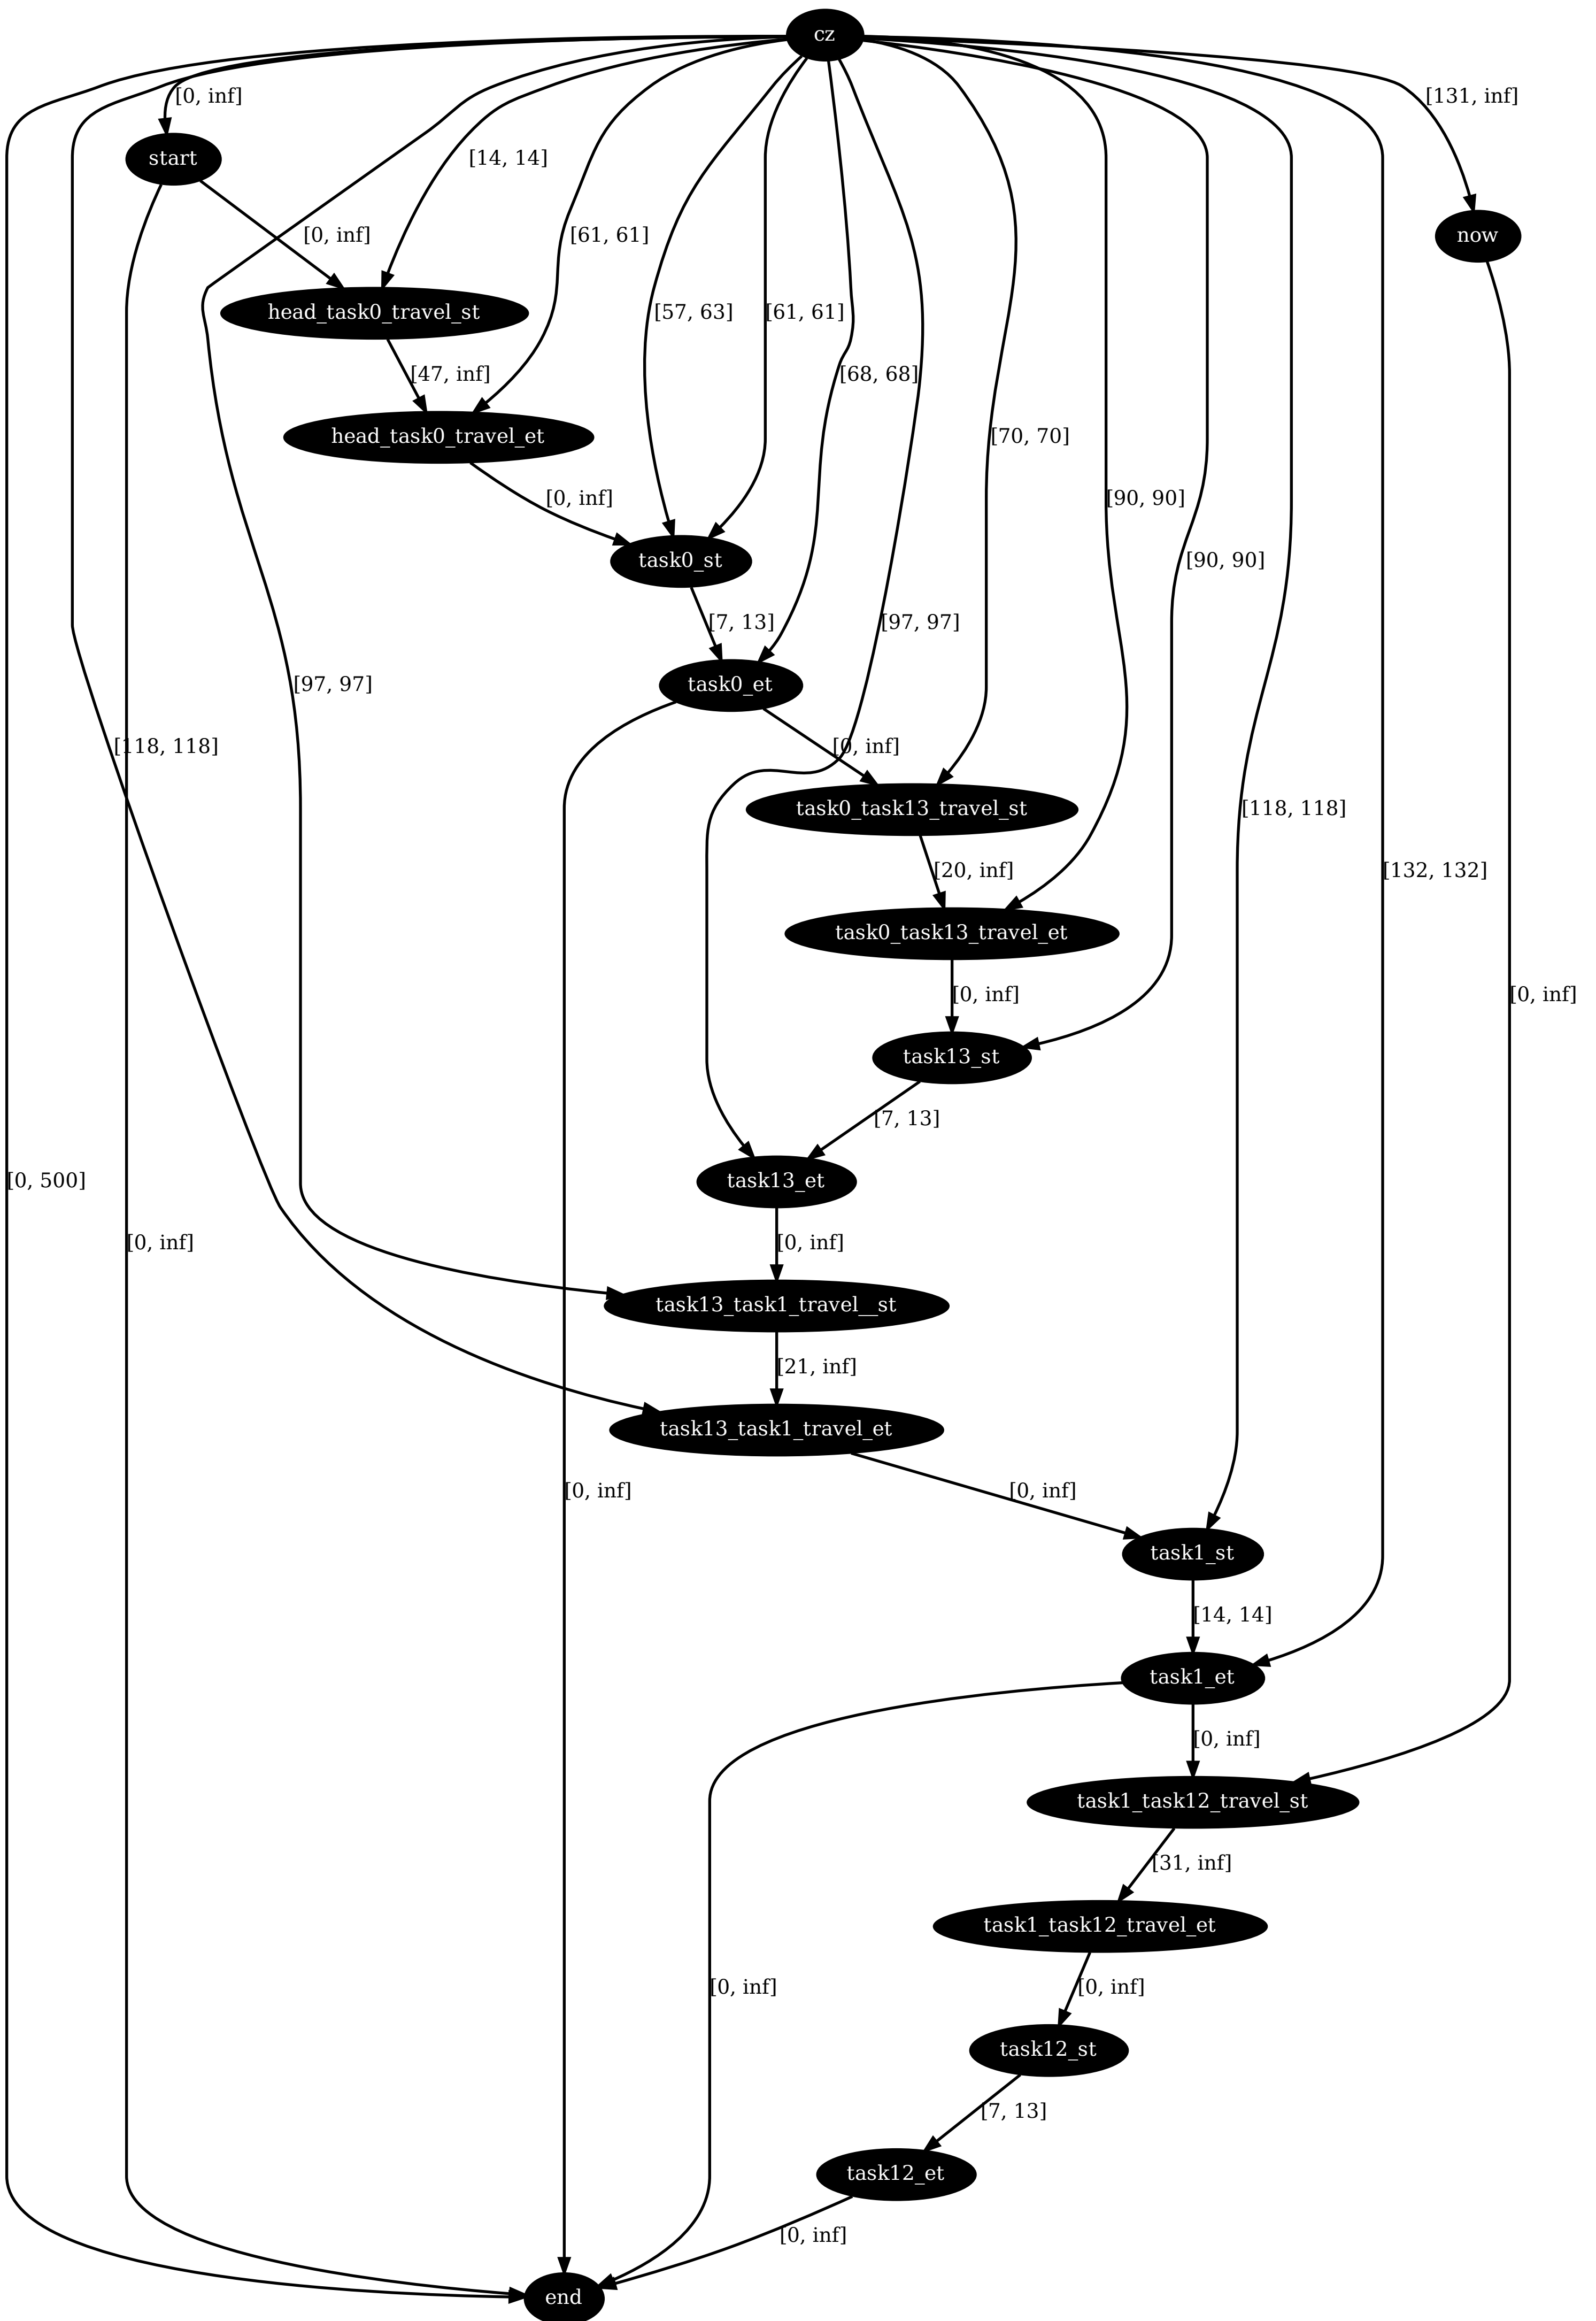 cz
[0, inf]
[131, inf]
start
[14, 14]
now
[0, inf]
[61, 61]
head_task0_travel_st
[57, 63]
[61, 61]
[47, inf]
[68, 68]
head_task0_travel_et
[70, 70]
[0, inf]
[90, 90]
task0_st
[90, 90]
[7, 13]
[97, 97]
[97, 97]
task0_et
[118, 118]
[0, inf]
task0_task13_travel_st
[118, 118]
[20, inf]
[132, 132]
task0_task13_travel_et
[0, inf]
[0, inf]
task13_st
[7, 13]
[0, 500]
task13_et
[0, inf]
[0, inf]
task13_task1_travel__st
[21, inf]
task13_task1_travel_et
[0, inf]
[0, inf]
task1_st
[14, 14]
task1_et
[0, inf]
task1_task12_travel_st
[31, inf]
task1_task12_travel_et
[0, inf]
[0, inf]
task12_st
[7, 13]
task12_et
[0, inf]
end